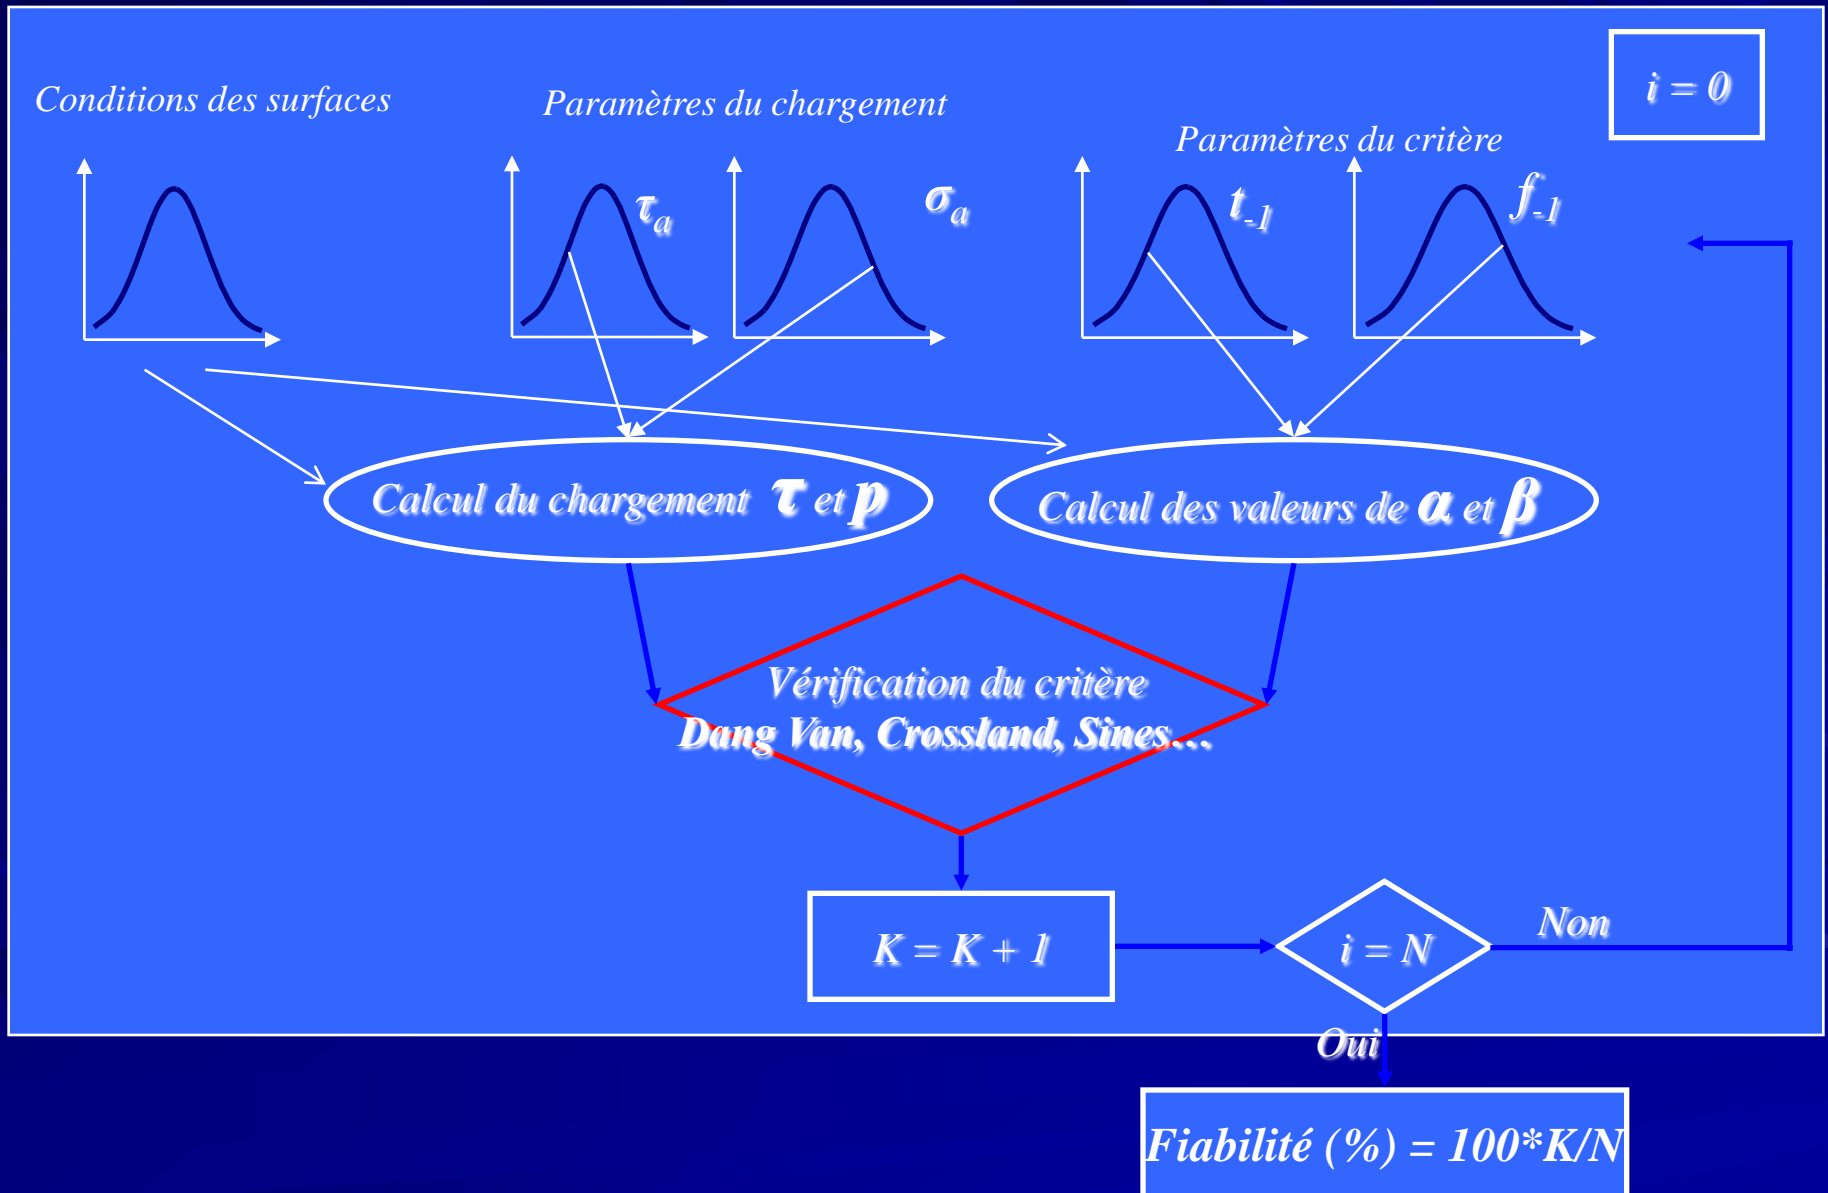 i = 0
Conditions des surfaces
Paramètres du chargement
Paramètres du critère
τa
σa
t-1
f-1
Calcul du chargement τ et p
Calcul des valeurs de α et β
Vérification du critère
Dang Van, Crossland, Sines…
K = K + 1
i = N
Non
Oui
Fiabilité (%) = 100*K/N